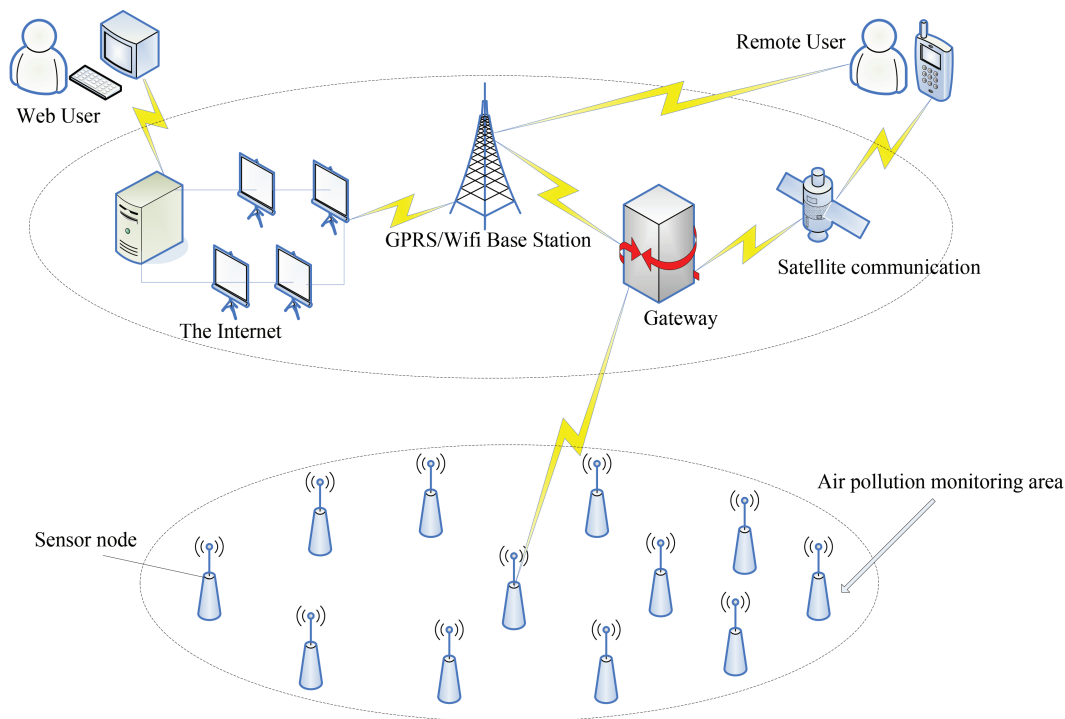 Remote User
Web User
GPRS/Wifi Base Station
Satellite communication
Gateway
The Internet
Air pollution monitoring area
Sensor node